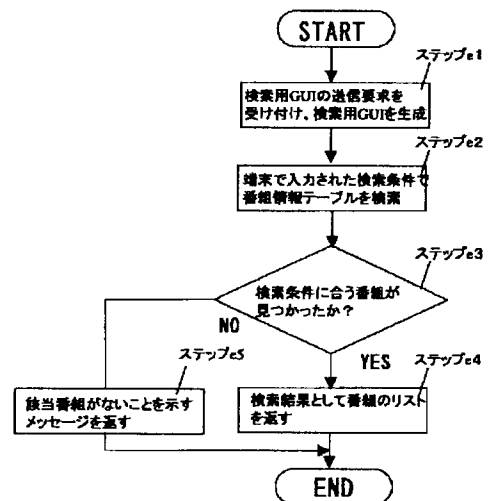 START
ステップe1
検索用GUIの送信要求を
受け付け、検索用GUIを生成
ステップe2
端末で入力された検索条件で
番組情報テーブルを検索
ステップe3
検索条件に合う番組が
見つかったか？
NO
YES
ステップe5
ステップe4
該当番組がないことを示す
メッセージを返す
検索結果として番組のリスト
を返す
END